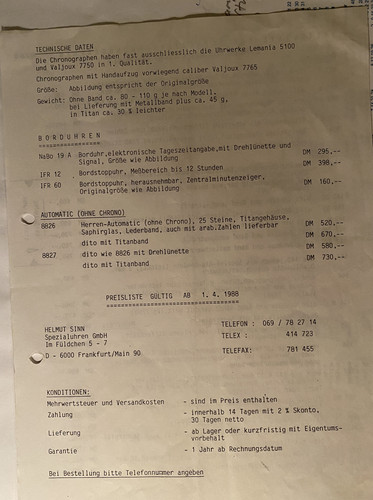 TECHNISCHE DATEN
Die Chronographen haben fast ausschliesslich die Uhrwerke Lemania 5100
und Valjoux 7750 in 1. Qualität.
Chronographen mit Handaufzug vorwiegend caliber Valjoux 7765
Größe: Abbildung entspricht der Originalgröße
Gewicht: Ohne Band ca. 80 - 110 g je nach Modell,
bei Lieferung mit Metallband plus ca. 45 g,
in Titan ca. 30 % leichter
BORDUHREN
NaBo 19 A Borduhr,elektronische Tageszeitangabe,mit Drehlünette und
Signal, Größe wie Abbildung DM 295,--
IFR 12 Bordstoppuhr, Meßbereich bis 12 Stunden DM 398,--
IFR 60 Bordstoppuhr, herausnehmbar, Zentralminutenzeiger,
Originalgröße wie Abbildung DM 160,--
AUTOMATIC (OHNE CHRONO)
8826 Herren-Automatic (ohne Chrono), 25 Steine, Titangehäuse,
Saphirglas, Lederband, auch mit arab.Zahlen lieferbar DM 520,--
dito mit Titanband DM 670,--
8827 dito wie 8826 mit Drehlünette DM 580,--
dito mit Titanband DM 730,--
PREISLISTE GÜLTIG AB 1. 4. 1988
HELMUT SINN
Spezialuhren GmbH
Im Füldchen 5 - 7
D - 6000 Frankfurt/Main 90
TELEFON : 069 / 78 27 14
TELEX : 414 723
TELEFAX: 781 455
KONDITIONEN:
Mehrwertsteuer und Versandkosten - sind im Preis enthalten
Zahlung - innerhalb 14 Tagen mit 2 % Skonto,
30 Tagen netto
Lieferung - ab Lager oder kurzfristig mit Eigentums-
vorbehalt
Garantie - 1 Jahr ab Rechnungsdatum
Bei Bestellung bitte Telefonnummer angeben